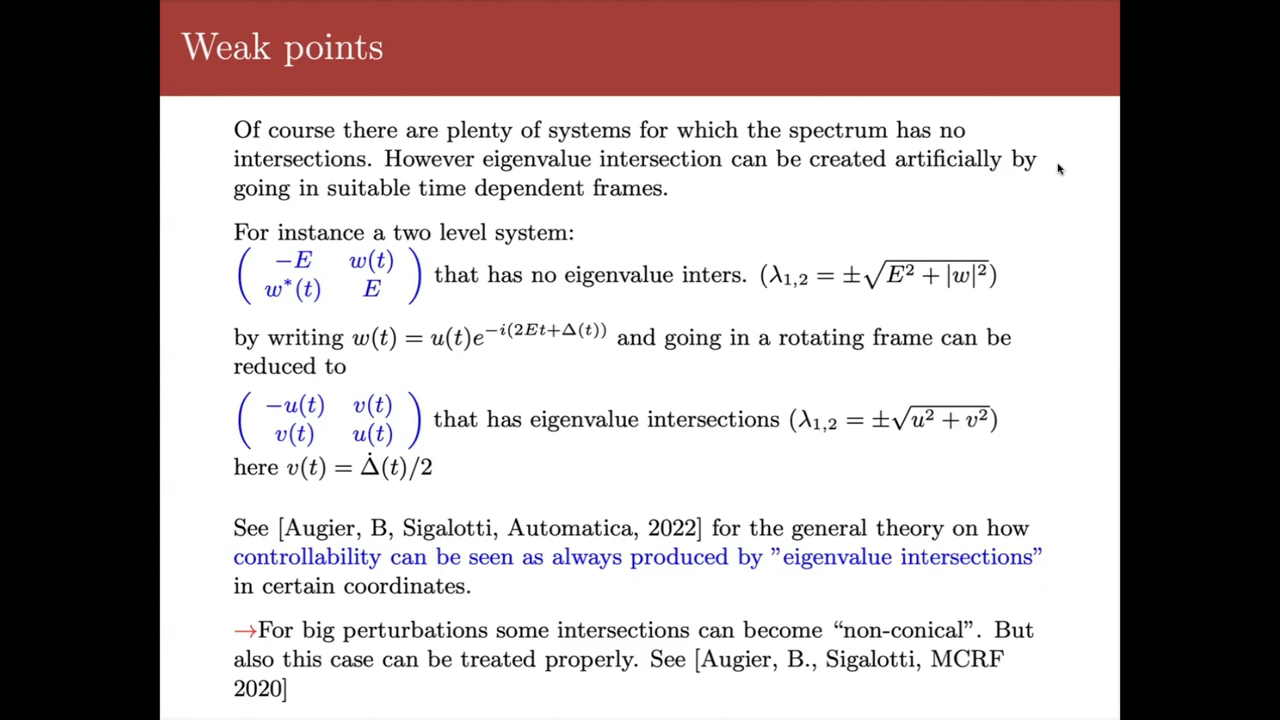 Weak points
Of course there are plenty of systems for which the spectrum has no
intersections. However eigenvalue intersection can be created artificially by
going in suitable time dependent frames.
For instance a two level system:
( −E w(t) ; w*(t) E ) that has no eigenvalue inters. (λ₁,₂ = ±√(E² + |w|²))
by writing w(t) = u(t)e^{−i(2Et+Δ(t))} and going in a rotating frame can be
reduced to
( −u(t) v(t) ; v(t) u(t) ) that has eigenvalue intersections (λ₁,₂ = ±√(u² + v²))
here v(t) = Δ̇(t)/2
See [Augier, B, Sigalotti, Automatica, 2022] for the general theory on how
controllability can be seen as always produced by ”eigenvalue intersections”
in certain coordinates.
→For big perturbations some intersections can become “non-conical”. But
also this case can be treated properly. See [Augier, B., Sigalotti, MCRF
2020]